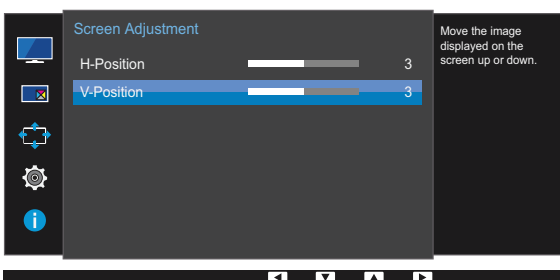 Screen Adjustment
H-Position 3
V-Position 3
Move the image
displayed on the
screen up or down.